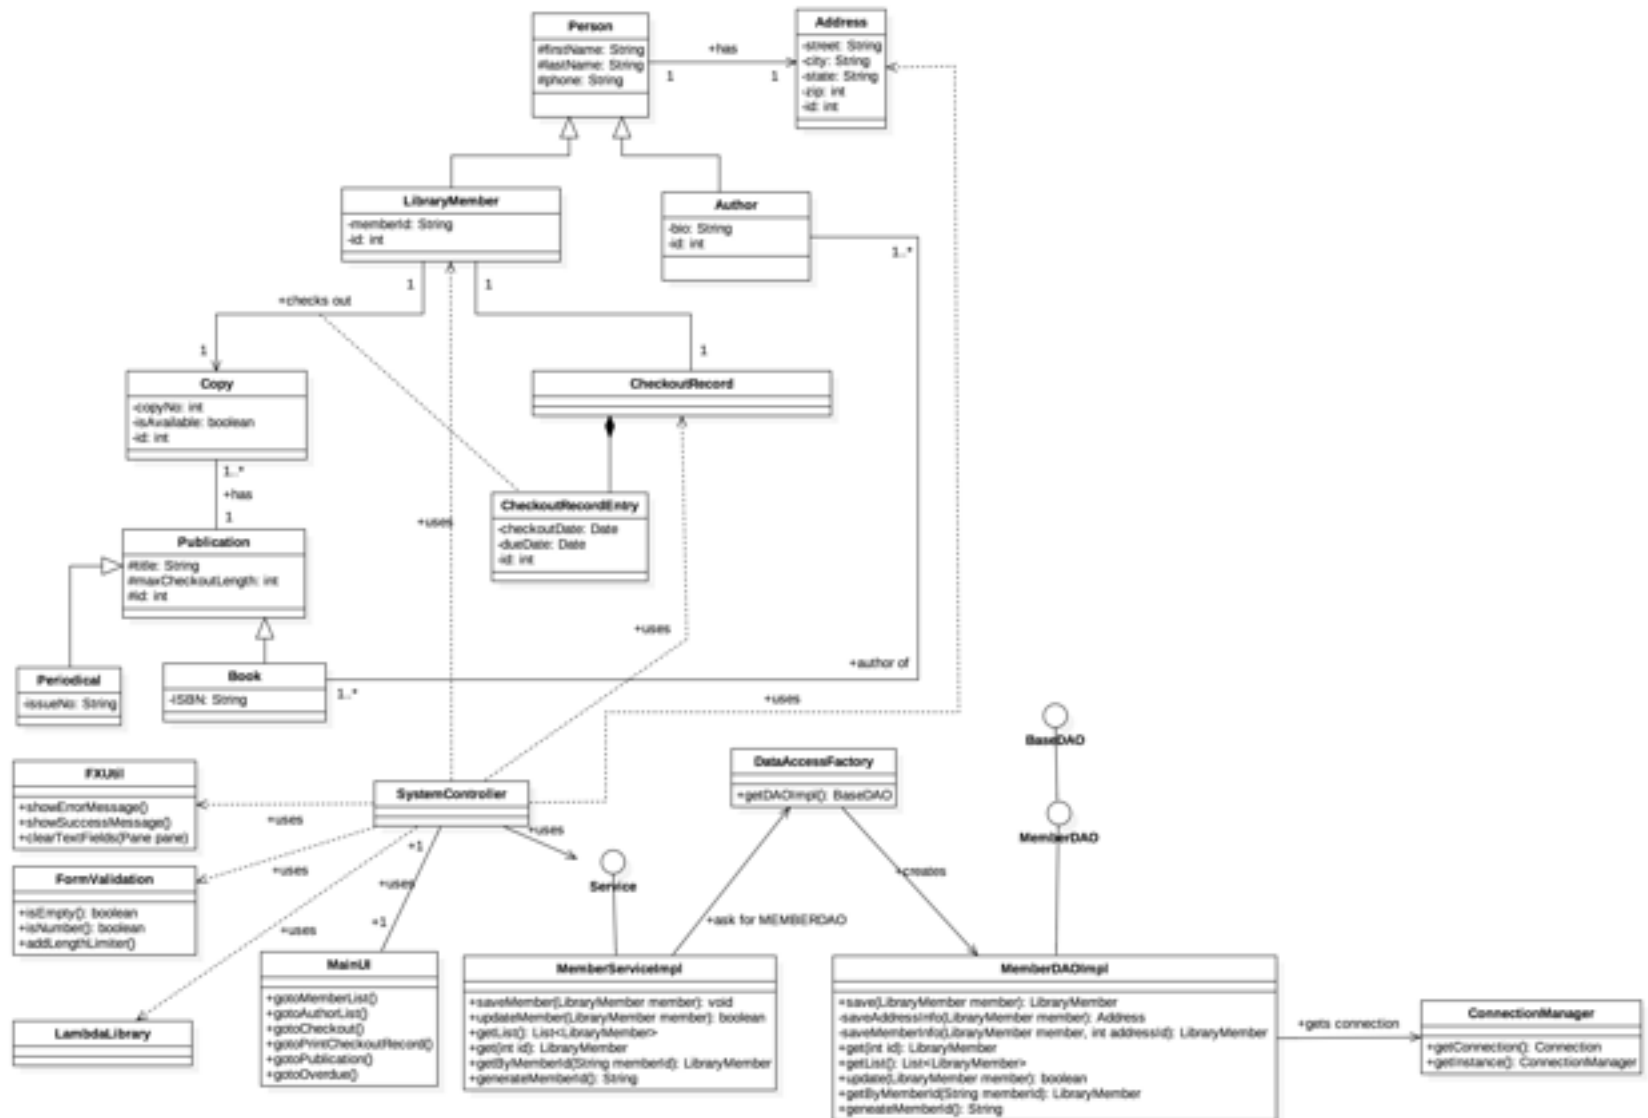 Person
#firstName: String
#lastName: String
#phone: String
+has
1
1
Address
-street: String
-city: String
-state: String
-zip: int
-id: int
LibraryMember
-memberId: String
-id: int
Author
-bio: String
-id: int
1..*
1
1
+checks out
1
1
Copy
-copyNo: int
-isAvailable: boolean
-id: int
CheckoutRecord
1..*
+has
1
+uses
CheckoutRecordEntry
-checkoutDate: Date
-dueDate: Date
-id: int
Publication
#title: String
#maxCheckoutLength: int
#id: int
+uses
+author of
Periodical
-issueNo: String
Book
-ISBN: String
1..*
+uses
BaseDAO
FXUtil
+showErrorMessage()
+showSuccessMessage()
+clearTextFields(Pane pane)
+uses
SystemController
DataAccessFactory
+getDAOImpl(): BaseDAO
MemberDAO
+uses
+1
FormValidation
+isEmpty(): boolean
+isNumber(): boolean
+addLengthLimiter()
+uses
+uses
Service
+creates
+uses
+1
+ask for MEMBERDAO
LambdaLibrary
MainUI
+gotoMemberList()
+gotoAuthorList()
+gotoCheckout()
+gotoPrintCheckoutRecord()
+gotoPublication()
+gotoOverdue()
MemberServiceImpl
+saveMember(LibraryMember member): void
+updateMember(LibraryMember member): boolean
+getList(): List<LibraryMember>
+get(int id): LibraryMember
+getByMemberId(String memberId): LibraryMember
+generateMemberId(): String
MemberDAOImpl
+save(LibraryMember member): LibraryMember
-saveAddressInfo(LibraryMember member): Address
-saveMemberInfo(LibraryMember member, int addressId): LibraryMember
+get(int id): LibraryMember
+getList(): List<LibraryMember>
+update(LibraryMember member): boolean
+getByMemberId(String memberId): LibraryMember
+geneateMemberId(): String
+gets connection
ConnectionManager
+getConnection(): Connection
+getInstance(): ConnectionManager